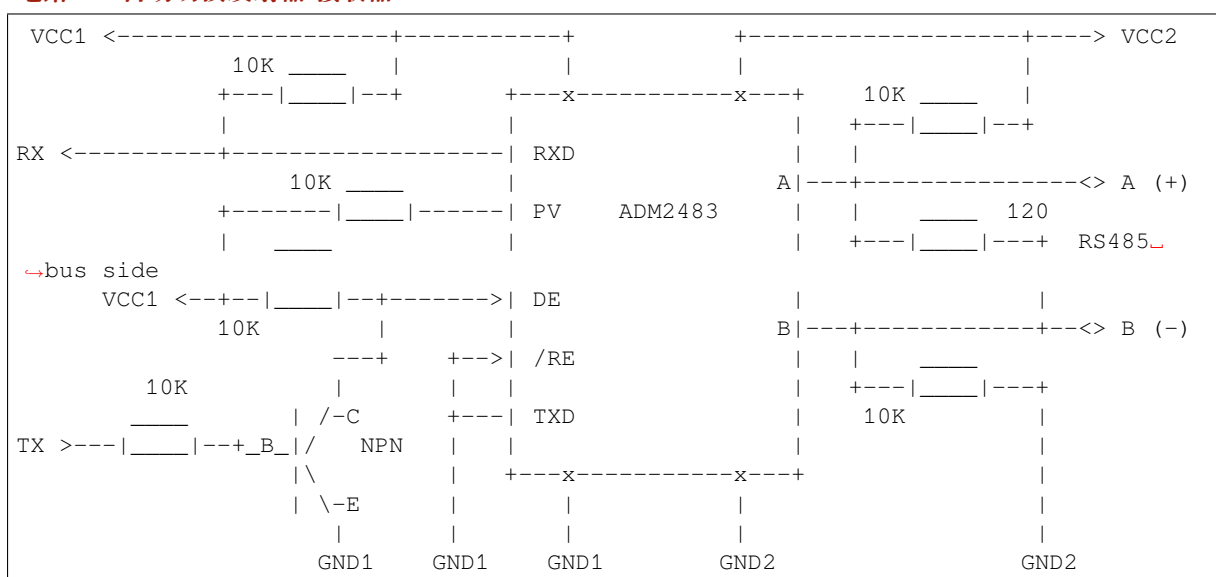 VCC1 <-------------------+-----------+ +-------------------+----> VCC2
10K ____ | | | |
+---|____|--+ +---x-----------x---+ 10K ____ |
| | | +---|____|--+
RX <----------+-------------------| RXD | |
10K ____ | A|---+---------------<> A (+)
+-------|____|------| PV ADM2483 | | ____ 120
| ____ | | +---|____|---+ RS485␣
↪bus side
VCC1 <--+--|____|--+------->| DE | |
10K | | B|---+------------+--<> B (-)
---+ +-->| /RE | | ____
10K | | | | +---|____|---+
____ | /-C +---| TXD | 10K |
TX >---|____|--+_B_|/ NPN | | | |
|\ | +---x-----------x---+ |
| \-E | | | |
| | | | |
GND1 GND1 GND1 GND2 GND2